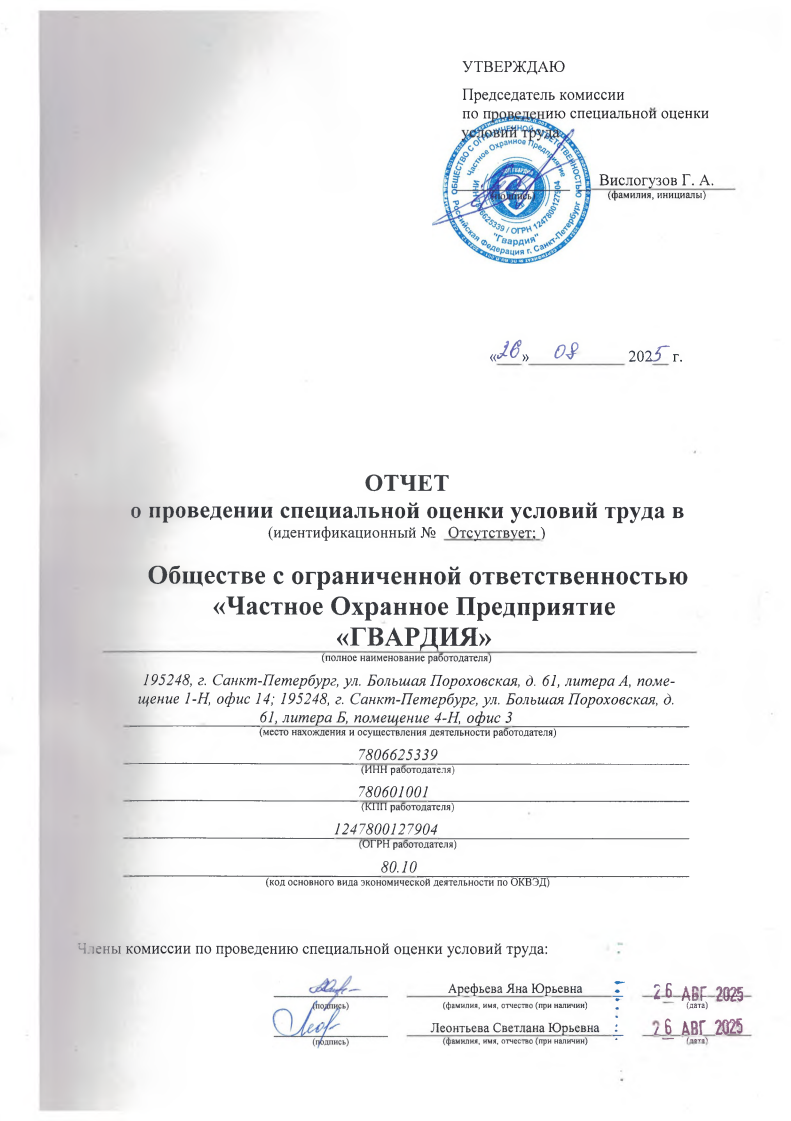 УТВЕРЖДАЮ
Председатель комиссии
по проведению специальной оценки
условий труда
ОБЩЕСТВО С ОГРАНИЧЕННОЙ ОТВЕТСТВЕННОСТЬЮ
Частное Охранное Предприятие
ИНН 7806625339 / ОГРН 1247800127904
"Гвардия"
Российская Федерация г. Санкт-Петербург
Вислогузов Г. А.
(подпись) (фамилия, инициалы)
«26» 08 2025 г.
ОТЧЕТ
о проведении специальной оценки условий труда в
(идентификационный № Отсутствует; )
Обществе с ограниченной ответственностью
«Частное Охранное Предприятие
«ГВАРДИЯ»
(полное наименование работодателя)
195248, г. Санкт-Петербург, ул. Большая Пороховская, д. 61, литера А, поме-
щение 1-Н, офис 14; 195248, г. Санкт-Петербург, ул. Большая Пороховская, д.
61, литера Б, помещение 4-Н, офис 3
(место нахождения и осуществления деятельности работодателя)
7806625339
(ИНН работодателя)
780601001
(КПП работодателя)
1247800127904
(ОГРН работодателя)
80.10
(код основного вида экономической деятельности по ОКВЭД)
Члены комиссии по проведению специальной оценки условий труда:
Арефьева Яна Юрьевна 26 АВГ 2025
(подпись) (фамилия, имя, отчество (при наличии) (дата)
Леонтьева Светлана Юрьевна 26 АВГ 2025
(подпись) (фамилия, имя, отчество (при наличии) (дата)